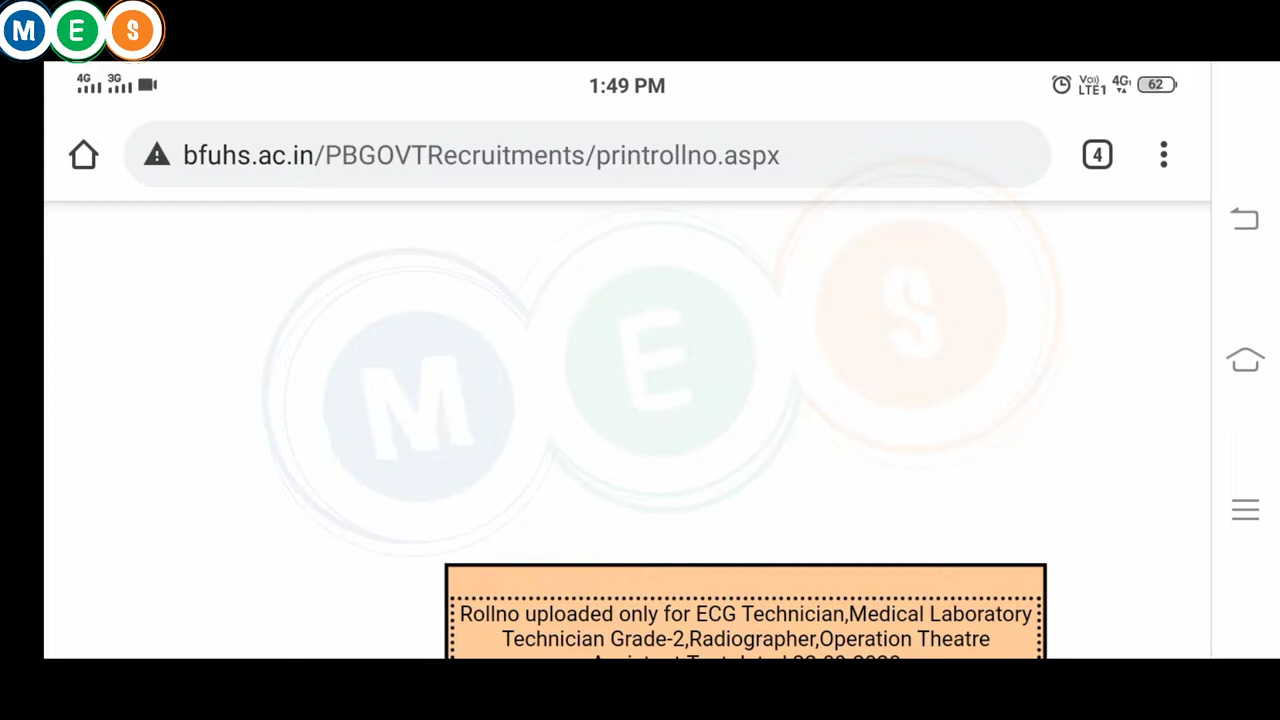 M E S
4G 3G 1:49 PM Vo)) LTE1 4G 62
bfuhs.ac.in/PBGOVTRecruitments/printrollno.aspx 4
M E S
Rollno uploaded only for ECG Technician,Medical Laboratory
Technician Grade-2,Radiographer,Operation Theatre